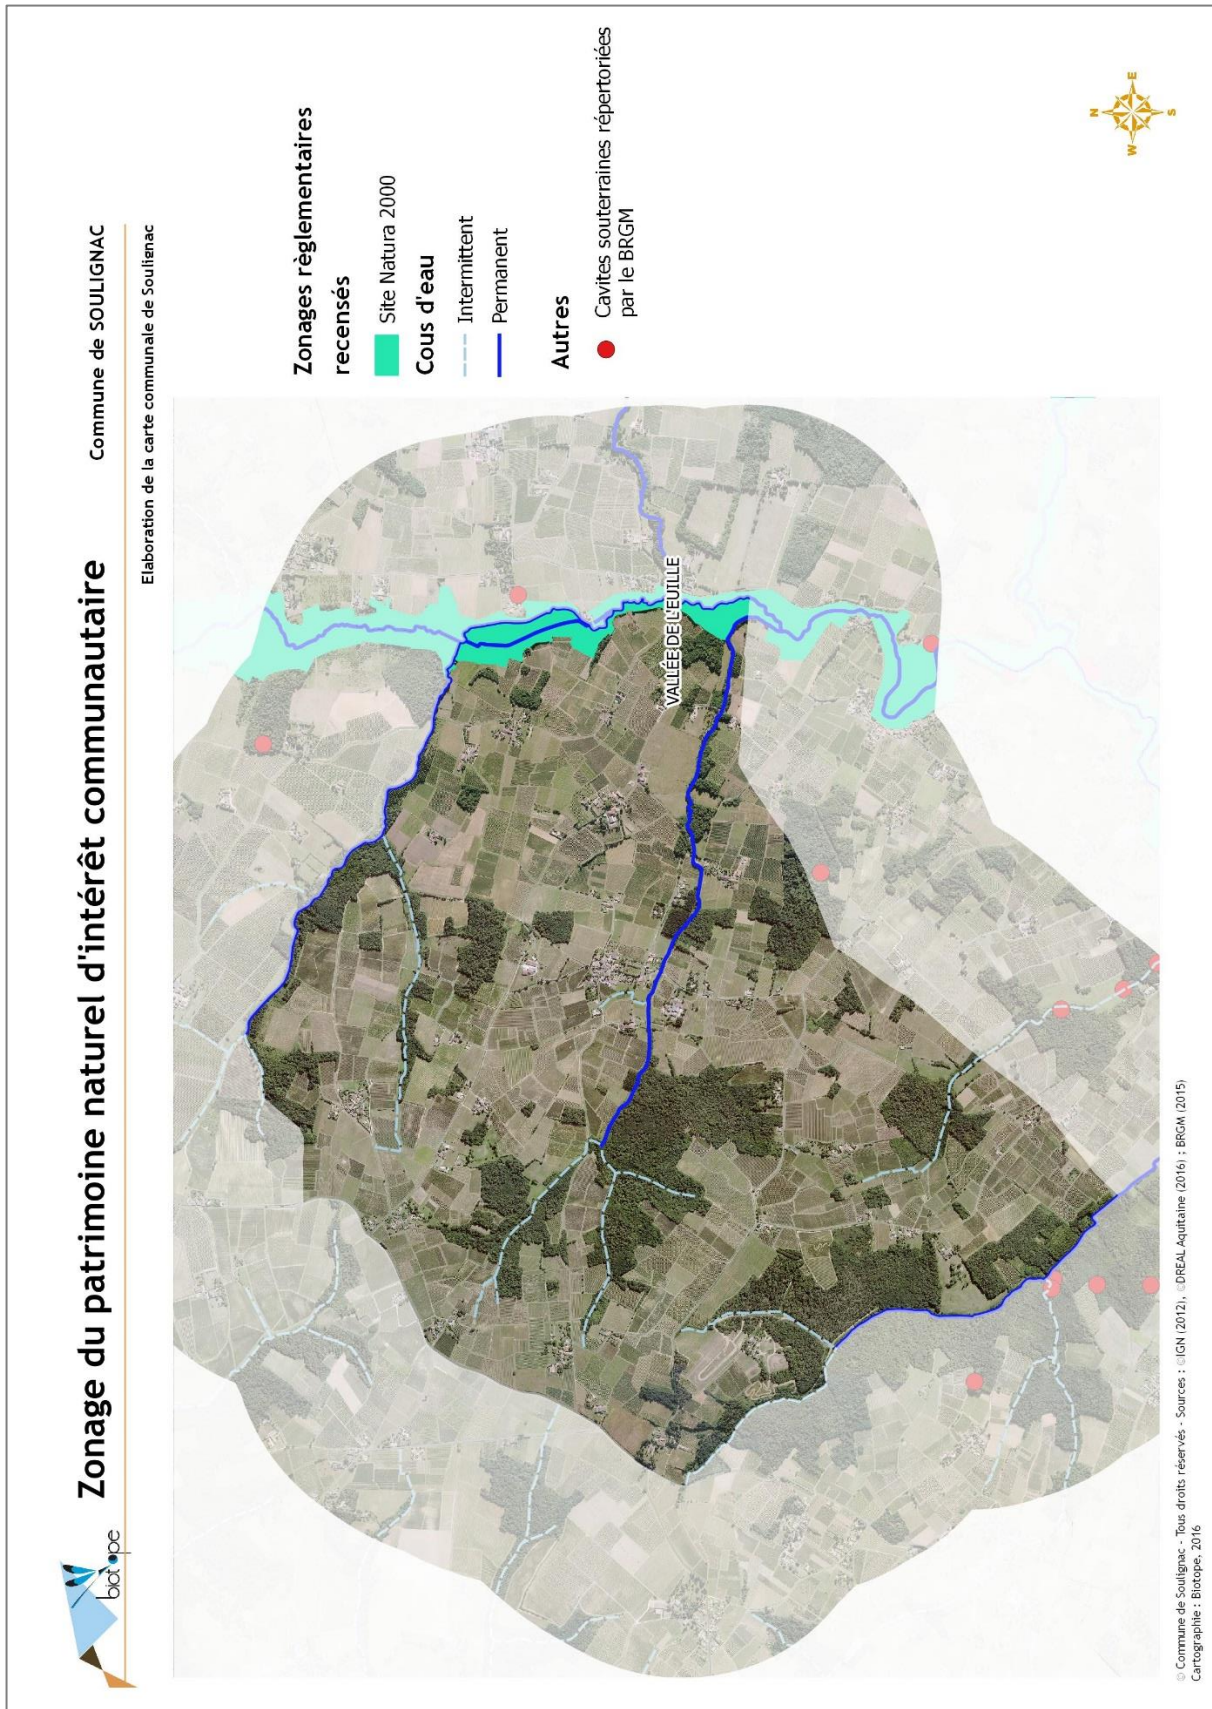 biotope
Zonage du patrimoine naturel d'intérêt communautaire
Commune de SOULIGNAC
Elaboration de la carte communale de Soulignac
Zonages règlementaires
recensés
Site Natura 2000
Cous d'eau
Intermittent
Permanent
Autres
Cavites souterraines répertoriées
par le BRGM
VALLÉE DE L'EUILLE
N
E
S
W
© Commune de Soulignac - Tous droits réservés - Sources : ©IGN (2012), ©DREAL Aquitaine (2016) ; BRGM (2015)
Cartographie : Biotope, 2016